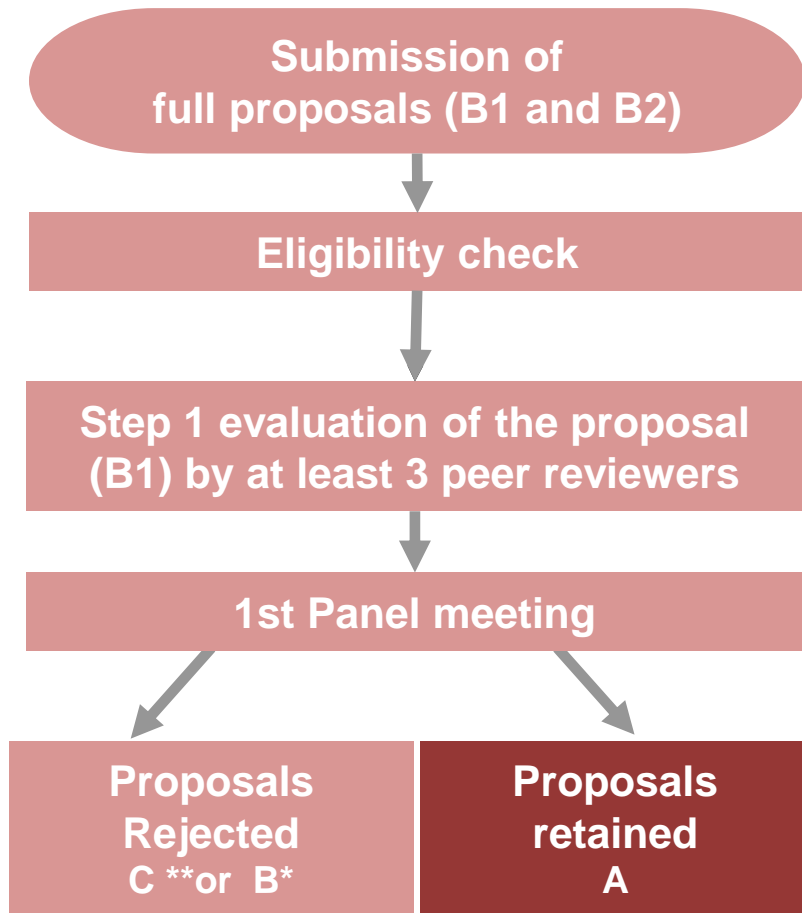 Submission of
full proposals (B1 and B2)
Eligibility check
Step 1 evaluation of the proposal
(B1) by at least 3 peer reviewers
1st Panel meeting
Proposals
Rejected
C **or B*
Proposals
retained
A